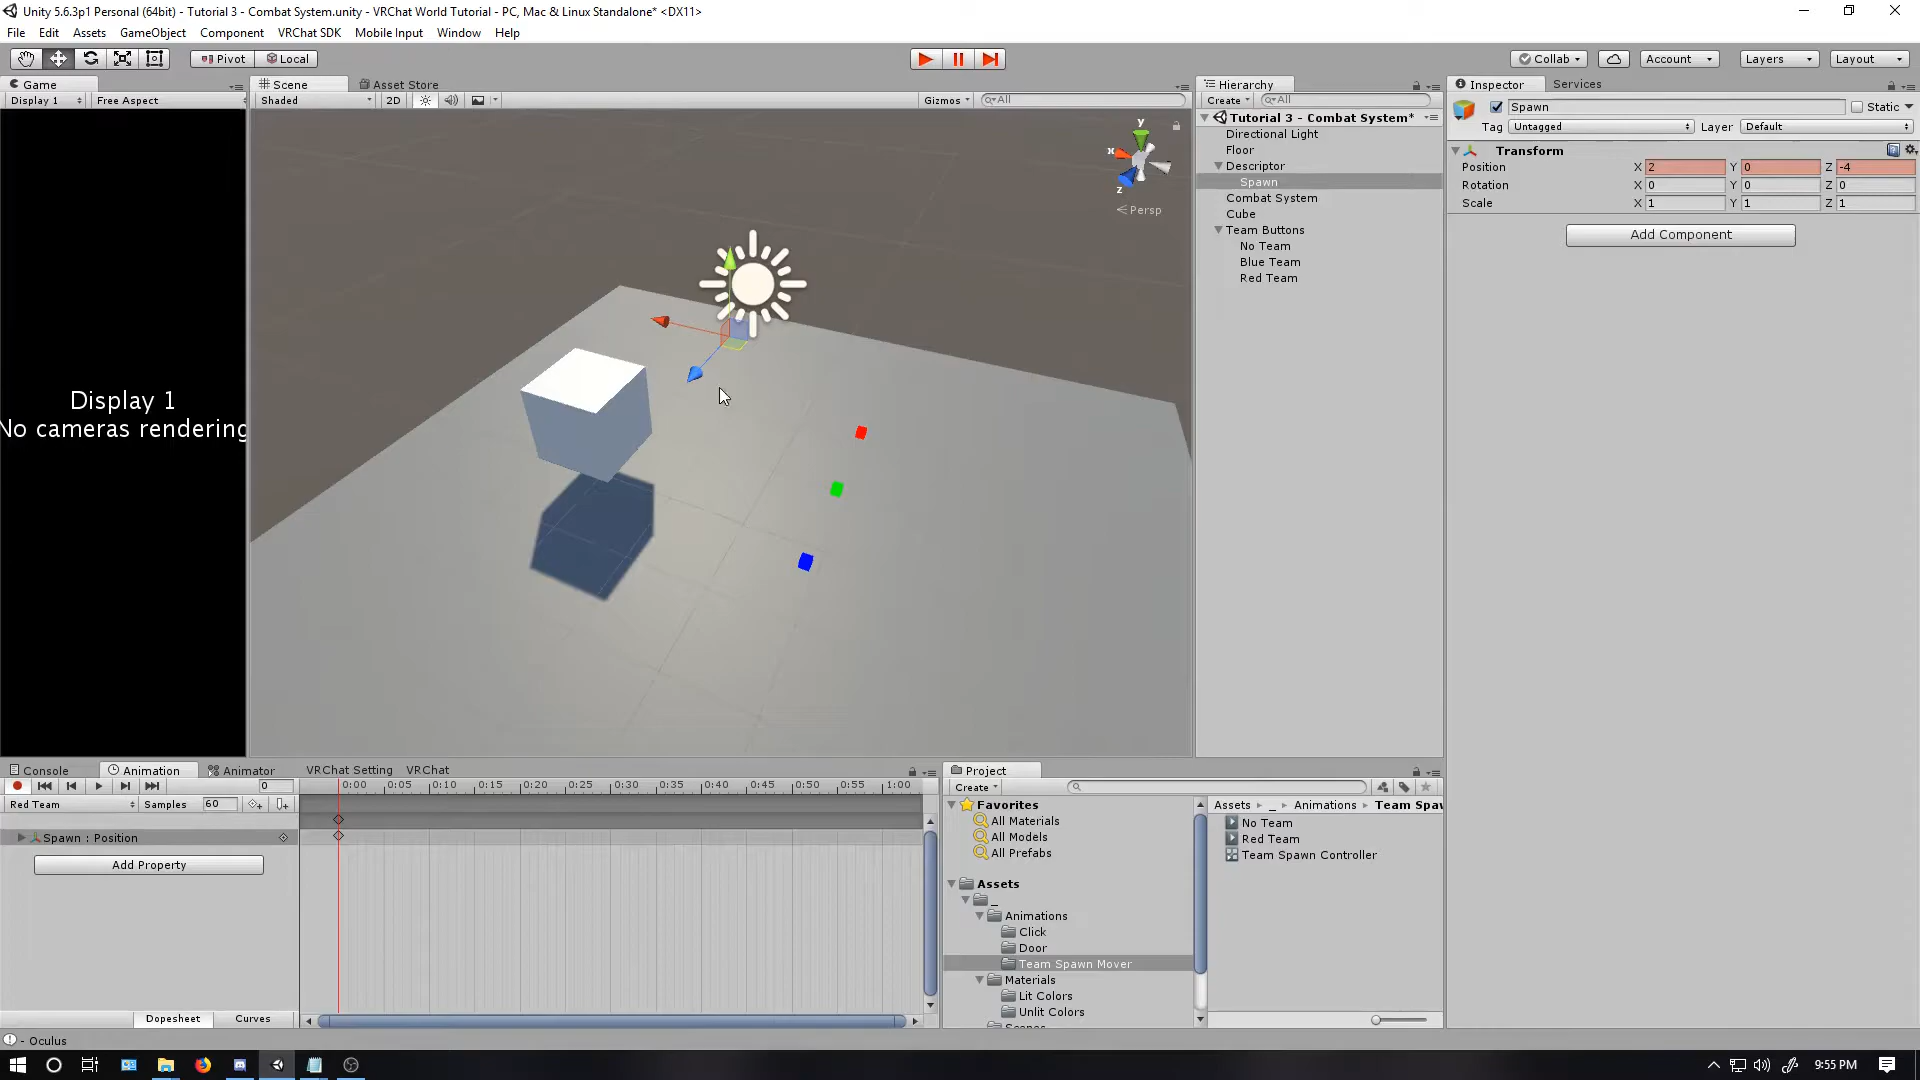 Unity 5.6.3p1 Personal (64bit) - Tutorial 3 - Combat System.unity - VRChat World Tutorial - PC, Mac & Linux Standalone* <DX11>
File Edit Assets GameObject Component VRChat SDK Mobile Input Window Help
Pivot Local Collab Account Layers Layout
Game Scene Asset Store Hierarchy Inspector Services
Display 1 Free Aspect Shaded 2D Gizmos All Create All
Spawn Static
Tag Untagged Layer Default
Tutorial 3 - Combat System*
Directional Light
Floor
Descriptor
Spawn
Combat System
Cube
Team Buttons
No Team
Blue Team
Red Team
Transform
Position X 2 Y 0 Z -4
Rotation X 0 Y 0 Z 0
Scale X 1 Y 1 Z 1
Add Component
y
x
z
Persp
Display 1
No cameras rendering
Console Animation Animator VRChat Setting VRChat
0 0:00 0:05 0:10 0:15 0:20 0:25 0:30 0:35 0:40 0:45 0:50 0:55 1:00
Red Team Samples 60
Spawn : Position
Add Property
Dopesheet Curves
Project
Create
Favorites
All Materials
All Models
All Prefabs
Assets
_
Animations
Click
Door
Team Spawn Mover
Materials
Lit Colors
Unlit Colors
Scenes
Assets _ Animations Team Spaw
No Team
Red Team
Team Spawn Controller
- Oculus
9:55 PM